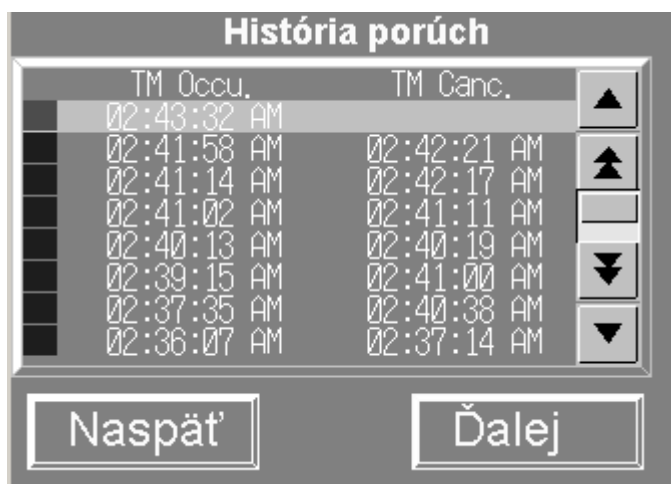 História porúch
TM Occu. TM Canc.
02:43:32 AM
02:41:58 AM 02:42:21 AM
02:41:14 AM 02:42:17 AM
02:41:02 AM 02:41:11 AM
02:40:13 AM 02:40:19 AM
02:39:15 AM 02:41:00 AM
02:37:35 AM 02:40:38 AM
02:36:07 AM 02:37:14 AM
Naspäť Ďalej